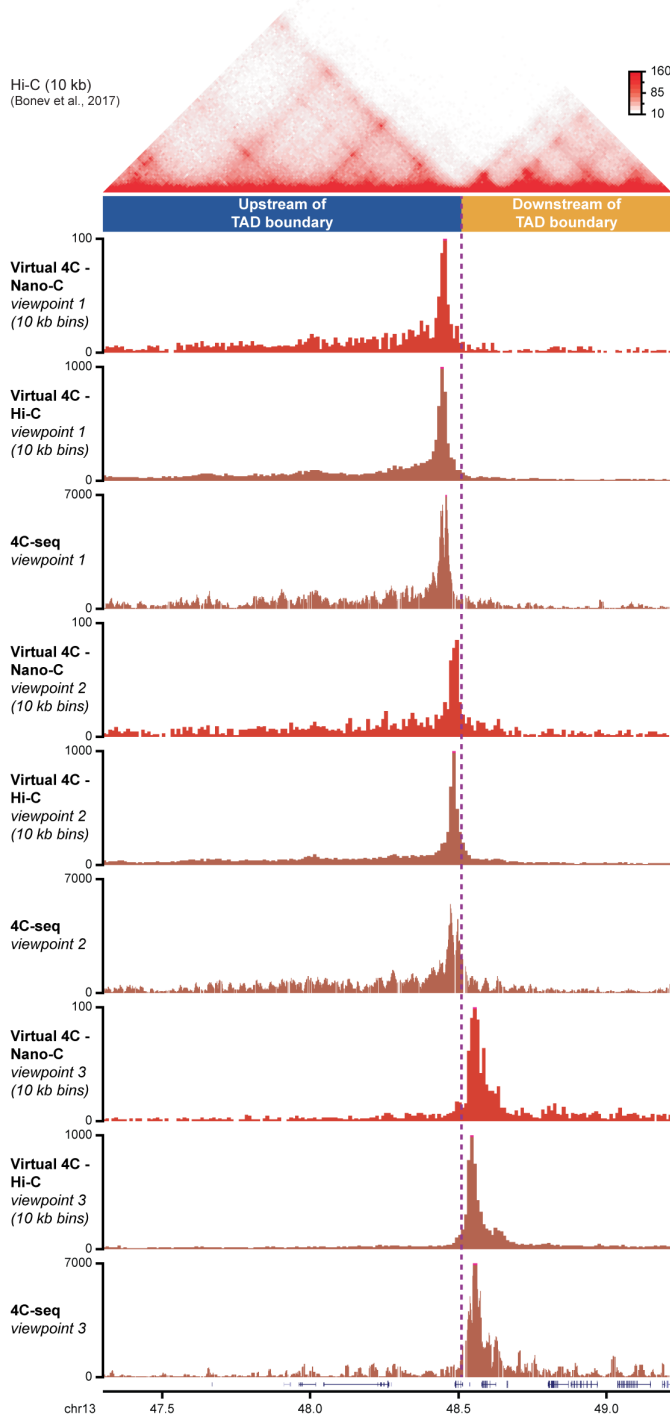 Hi-C (10 kb)
(Bonev et al., 2017)
160
85
10
Upstream of
TAD boundary
Downstream of
TAD boundary
100
Virtual 4C -
Nano-C
viewpoint 1
(10 kb bins)
0
1000
Virtual 4C -
Hi-C
viewpoint 1
(10 kb bins)
0
7000
4C-seq
viewpoint 1
0
100
Virtual 4C -
Nano-C
viewpoint 2
(10 kb bins)
0
1000
Virtual 4C -
Hi-C
viewpoint 2
(10 kb bins)
0
7000
4C-seq
viewpoint 2
0
100
Virtual 4C -
Nano-C
viewpoint 3
(10 kb bins)
0
1000
Virtual 4C -
Hi-C
viewpoint 3
(10 kb bins)
0
7000
4C-seq
viewpoint 3
0
chr13 47.5 48.0 48.5 49.0